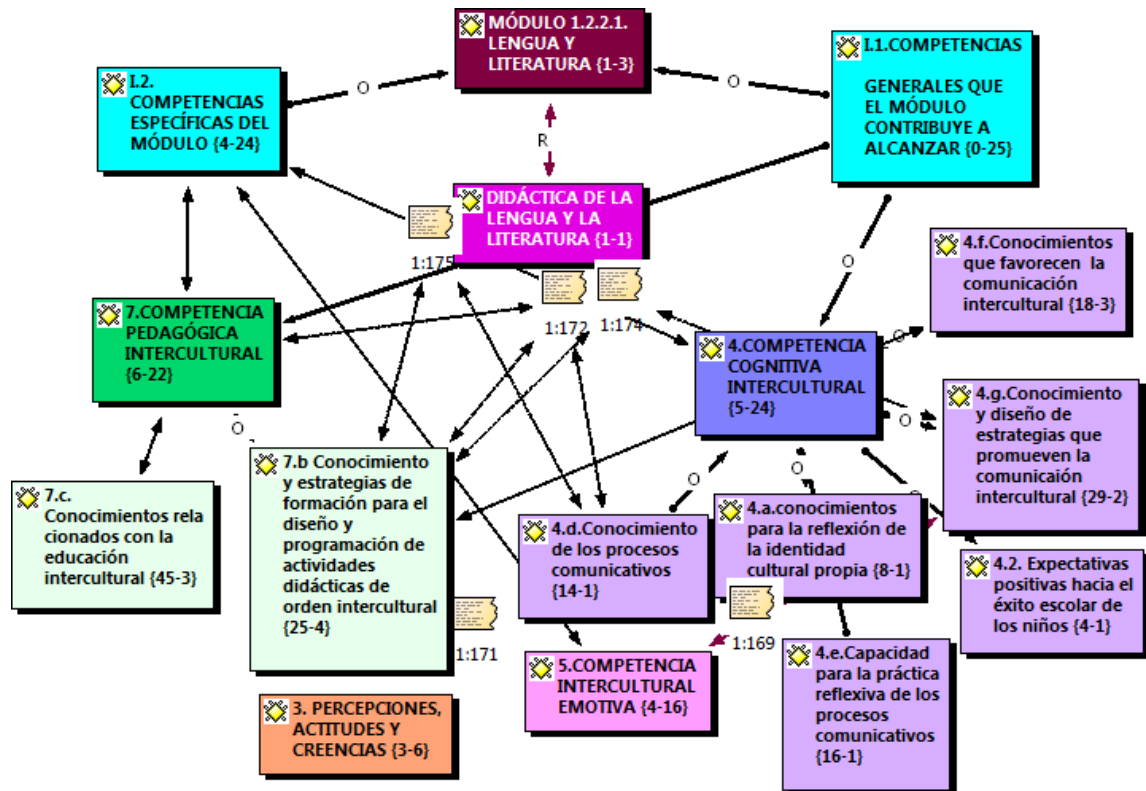 MÓDULO 1.2.2.1.
LENGUA Y
LITERATURA {1-3}
I.1.COMPETENCIAS
GENERALES QUE
EL MÓDULO
CONTRIBUYE A
ALCANZAR {0-25}
I.2.
COMPETENCIAS
ESPECÍFICAS DEL
MÓDULO {4-24}
O
O
R
DIDÁCTICA DE LA
LENGUA Y LA
LITERATURA {1-1}
1:175
O
4.f.Conocimientos
que favorecen la
comunicación
intercultural {18-3}
1:172
1:174
7.COMPETENCIA
PEDAGÓGICA
INTERCULTURAL
{6-22}
4.COMPETENCIA
COGNITIVA
INTERCULTURAL
{5-24}
O
O
4.g.Conocimiento
y diseño de
estrategias que
promueven la
comunicaión
intercultural {29-2}
O
O
O
O
7.c.
Conocimientos rela
cionados con la
educación
intercultural {45-3}
7.b Conocimiento
y estrategias de
formación para el
diseño y
programación de
actividades
didácticas de
orden intercultural
{25-4}
4.d.Conocimiento
de los procesos
comunicativos
{14-1}
4.a.conocimientos
para la reflexión de
la identidad
cultural propia {8-1}
4.2. Expectativas
positivas hacia el
éxito escolar de
los niños {4-1}
1:171
1:169
5.COMPETENCIA
INTERCULTURAL
EMOTIVA {4-16}
4.e.Capacidad
para la práctica
reflexiva de los
procesos
comunicativos
{16-1}
3. PERCEPCIONES,
ACTITUDES Y
CREENCIAS {3-6}